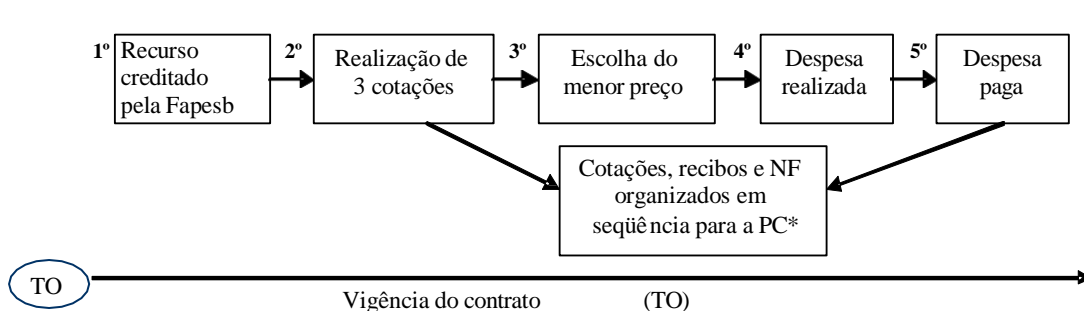 1º Recurso
creditado
pela Fapesb
2º
Realização de
3 cotações
3º
Escolha do
menor preço
4º
Despesa
realizada
5º
Despesa
paga
Cotações, recibos e NF
organizados em
seqüência para a PC*
TO
Vigência do contrato (TO)